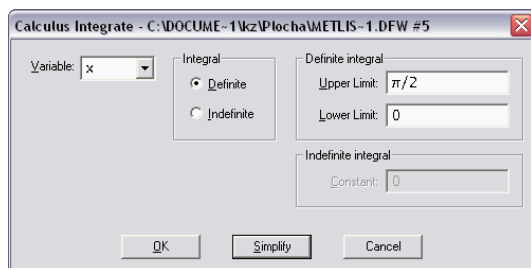 Calculus Integrate - C:\DOCUME~1\kz\Plocha\METLIS~1.DFW #5
Variable: x
Integral
Definite
Indefinite
Definite integral
Upper Limit: π/2
Lower Limit: 0
Indefinite integral
Constant: 0
OK
Simplify
Cancel